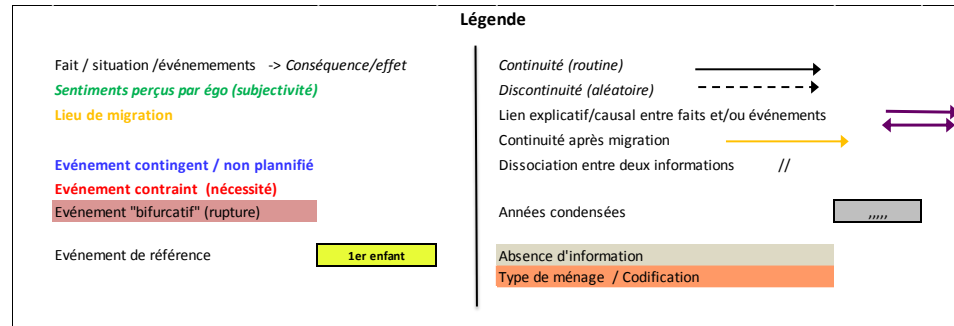 Légende
Fait / situation /événemements -> Conséquence/effet
Sentiments perçus par égo (subjectivité)
Lieu de migration
Evénement contingent / non plannifié
Evénement contraint (nécessité)
Evénement "bifurcatif" (rupture)
Evénement de référence
1er enfant
Continuité (routine)
Discontinuité (aléatoire)
Lien explicatif/causal entre faits et/ou événements
Continuité après migration
Dissociation entre deux informations //
Années condensées
,,,,,
Absence d'information
Type de ménage / Codification